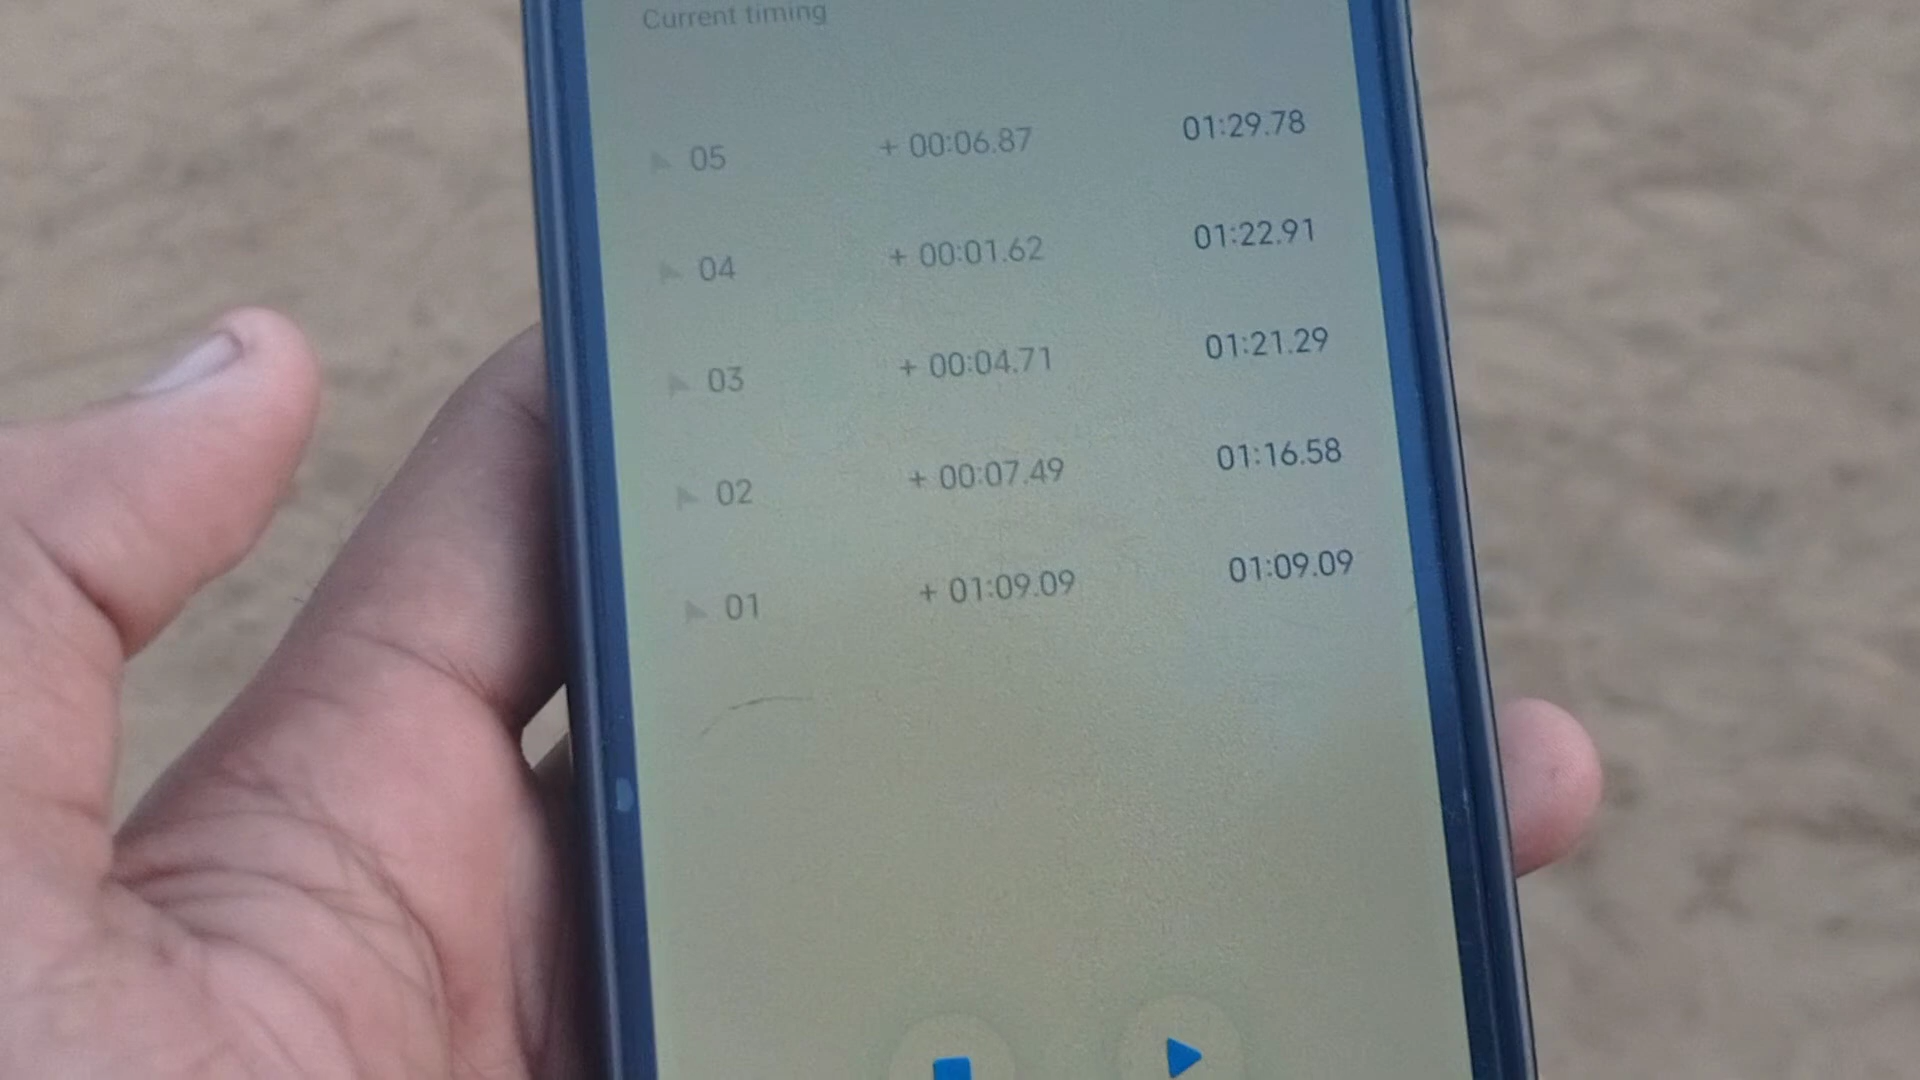 Current timing
05 + 00:06.87 01:29.78
04 + 00:01.62 01:22.91
03 + 00:04.71 01:21.29
02 + 00:07.49 01:16.58
01 + 01:09.09 01:09.09